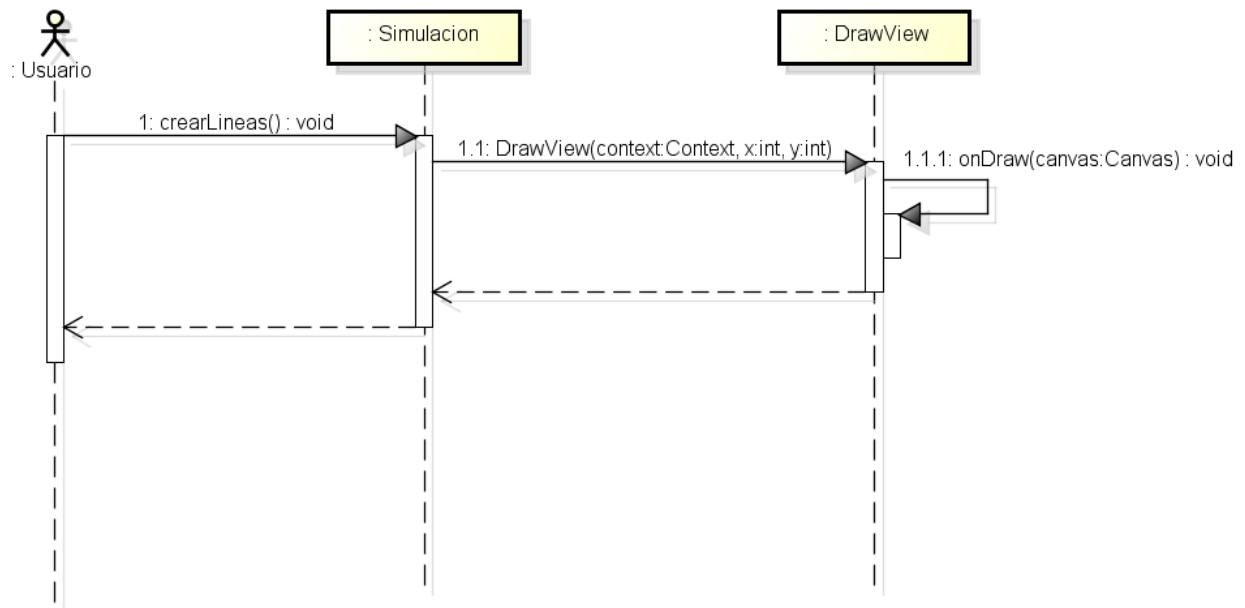 : Usuario
: Simulacion
: DrawView
1: crearLineas() : void
1.1: DrawView(context:Context, x:int, y:int)
1.1.1: onDraw(canvas:Canvas) : void